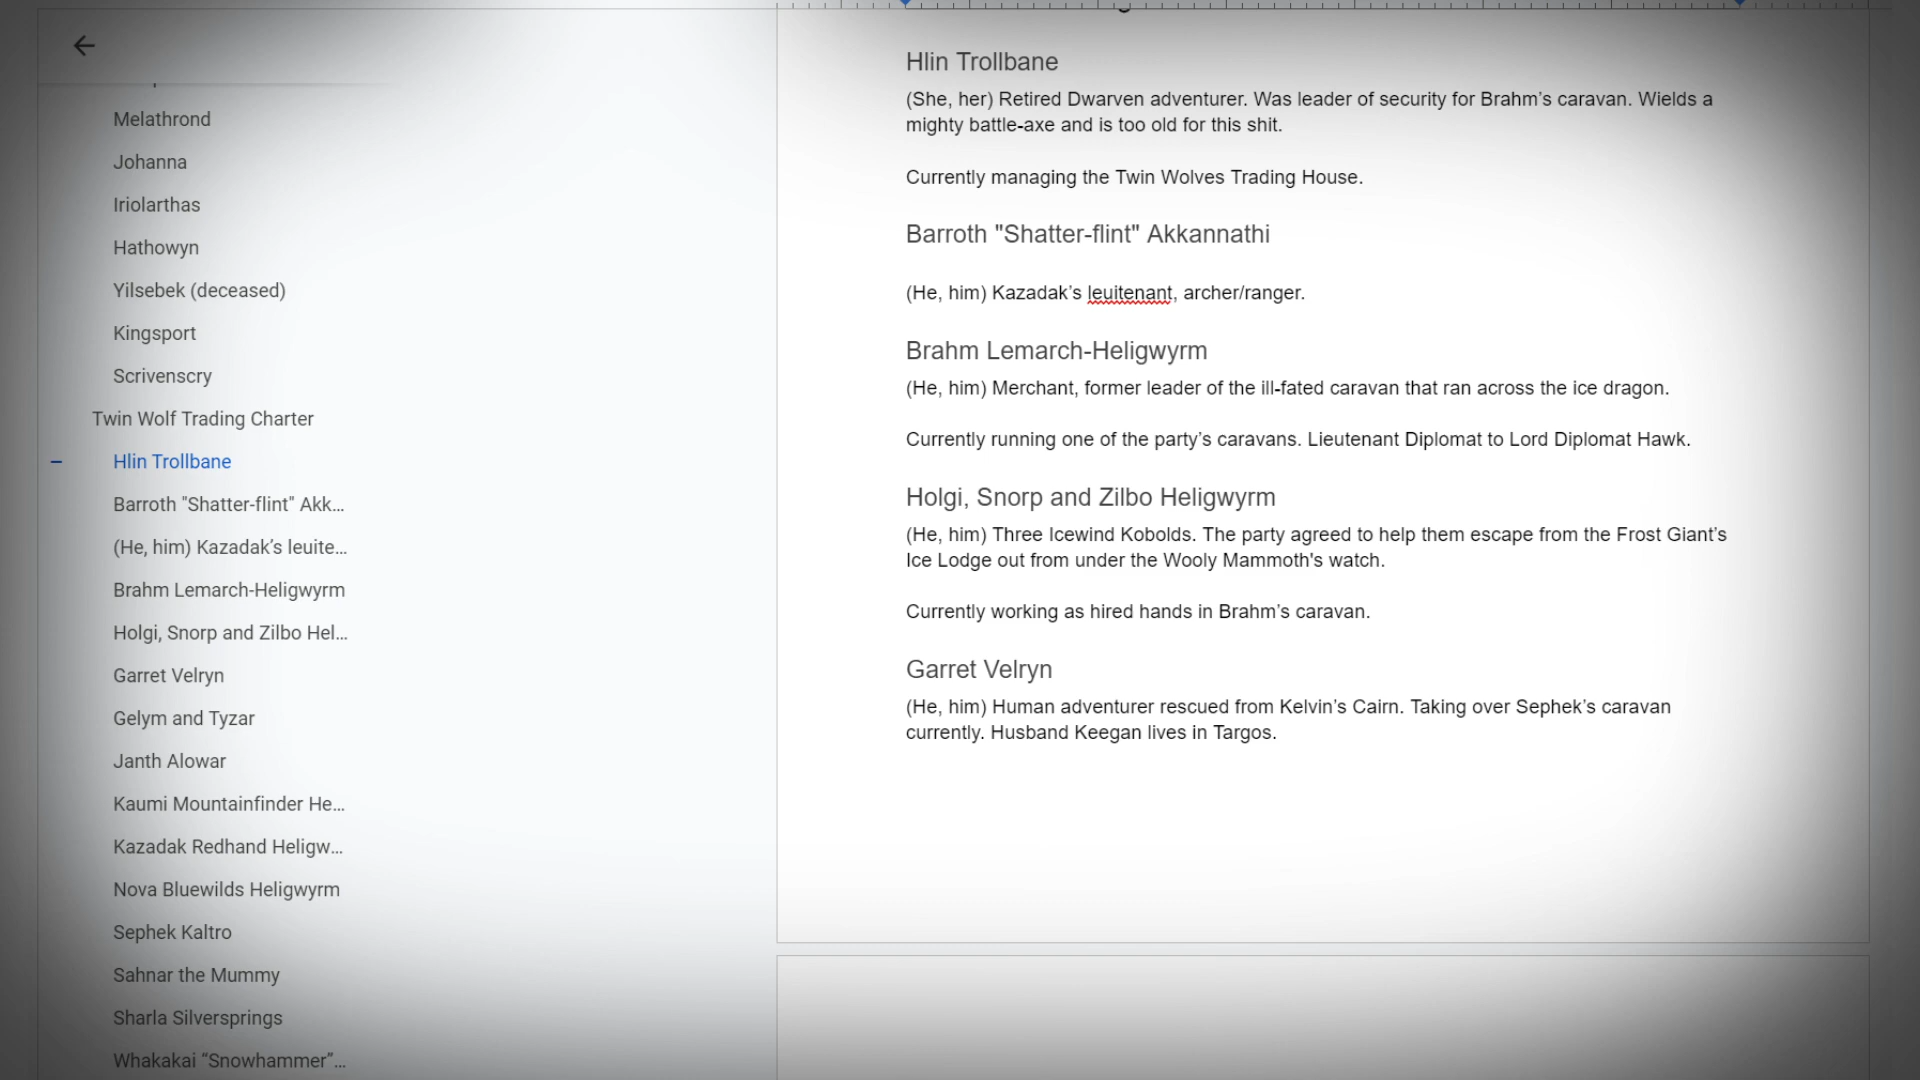 Melathrond
Johanna
Iriolarthas
Hathowyn
Yilsebek (deceased)
Kingsport
Scrivenscry
Twin Wolf Trading Charter
Hlin Trollbane
Barroth "Shatter-flint" Akk...
(He, him) Kazadak’s leuite...
Brahm Lemarch-Heligwyrm
Holgi, Snorp and Zilbo Hel...
Garret Velryn
Gelym and Tyzar
Janth Alowar
Kaumi Mountainfinder He...
Kazadak Redhand Heligw...
Nova Bluewilds Heligwyrm
Sephek Kaltro
Sahnar the Mummy
Sharla Silversprings
Whakakai “Snowhammer”...
Hlin Trollbane
(She, her) Retired Dwarven adventurer. Was leader of security for Brahm’s caravan. Wields a
mighty battle-axe and is too old for this shit.
Currently managing the Twin Wolves Trading House.
Barroth "Shatter-flint" Akkannathi
(He, him) Kazadak’s leuitenant, archer/ranger.
Brahm Lemarch-Heligwyrm
(He, him) Merchant, former leader of the ill-fated caravan that ran across the ice dragon.
Currently running one of the party’s caravans. Lieutenant Diplomat to Lord Diplomat Hawk.
Holgi, Snorp and Zilbo Heligwyrm
(He, him) Three Icewind Kobolds. The party agreed to help them escape from the Frost Giant’s
Ice Lodge out from under the Wooly Mammoth's watch.
Currently working as hired hands in Brahm’s caravan.
Garret Velryn
(He, him) Human adventurer rescued from Kelvin’s Cairn. Taking over Sephek’s caravan
currently. Husband Keegan lives in Targos.